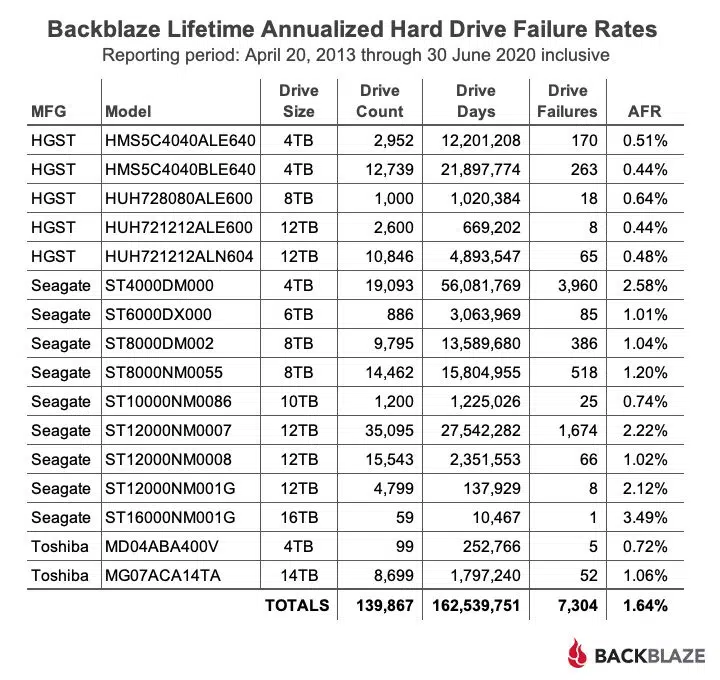 Backblaze Lifetime Annualized Hard Drive Failure Rates
Reporting period: April 20, 2013 through 30 June 2020 inclusive
MFG Model Drive Size Drive Count Drive Days Drive Failures AFR
HGST HMS5C4040ALE640 4TB 2,952 12,201,208 170 0.51%
HGST HMS5C4040BLE640 4TB 12,739 21,897,774 263 0.44%
HGST HUH728080ALE600 8TB 1,000 1,020,384 18 0.64%
HGST HUH721212ALE600 12TB 2,600 669,202 8 0.44%
HGST HUH721212ALN604 12TB 10,846 4,893,547 65 0.48%
Seagate ST4000DM000 4TB 19,093 56,081,769 3,960 2.58%
Seagate ST6000DX000 6TB 886 3,063,969 85 1.01%
Seagate ST8000DM002 8TB 9,795 13,589,680 386 1.04%
Seagate ST8000NM0055 8TB 14,462 15,804,955 518 1.20%
Seagate ST10000NM0086 10TB 1,200 1,225,026 25 0.74%
Seagate ST12000NM0007 12TB 35,095 27,542,282 1,674 2.22%
Seagate ST12000NM0008 12TB 15,543 2,351,553 66 1.02%
Seagate ST12000NM001G 12TB 4,799 137,929 8 2.12%
Seagate ST16000NM001G 16TB 59 10,467 1 3.49%
Toshiba MD04ABA400V 4TB 99 252,766 5 0.72%
Toshiba MG07ACA14TA 14TB 8,699 1,797,240 52 1.06%
TOTALS 139,867 162,539,751 7,304 1.64%
BACKBLAZE